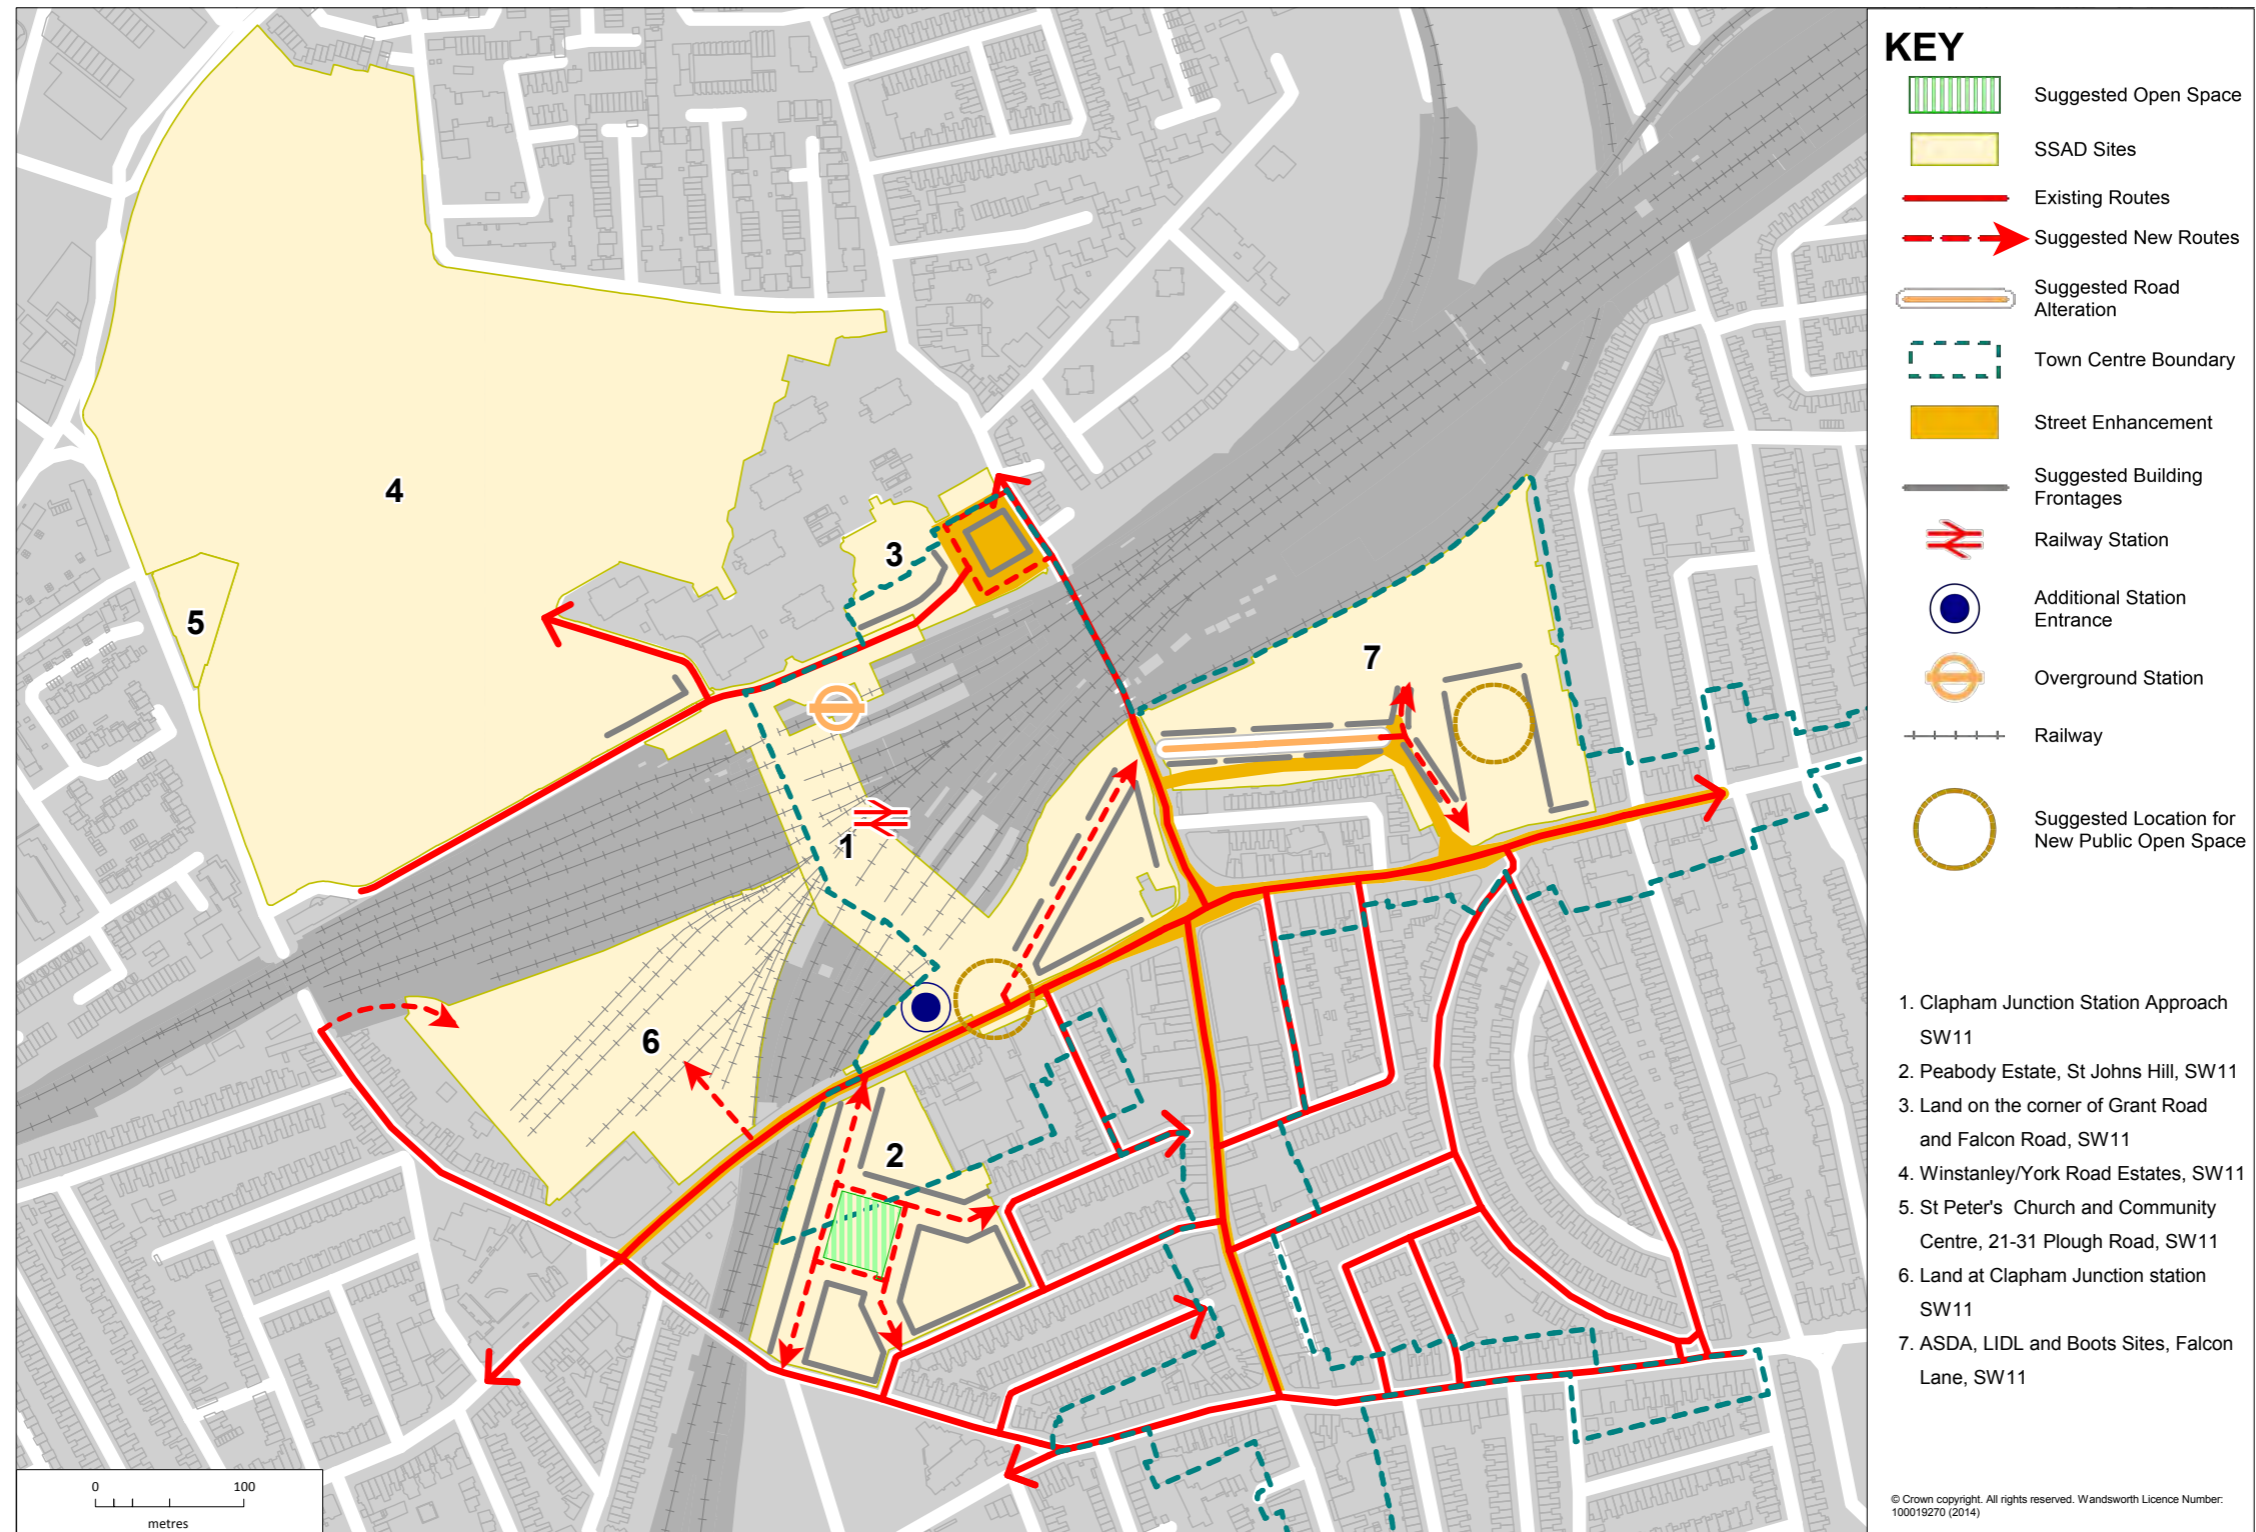 KEY
Suggested Open Space
SSAD Sites
Existing Routes
Suggested New Routes
Suggested Road
Alteration
Town Centre Boundary
Street Enhancement
Suggested Building
Frontages
Railway Station
Additional Station
Entrance
Overground Station
Railway
Suggested Location for
New Public Open Space
1. Clapham Junction Station Approach
SW11
2. Peabody Estate, St Johns Hill, SW11
3. Land on the corner of Grant Road
and Falcon Road, SW11
4. Winstanley/York Road Estates, SW11
5. St Peter's Church and Community
Centre, 21-31 Plough Road, SW11
6. Land at Clapham Junction station
SW11
7. ASDA, LIDL and Boots Sites, Falcon
Lane, SW11
© Crown copyright. All rights reserved. Wandsworth Licence Number:
100019270 (2014)
4
3
5
7
1
6
2
0 100
metres